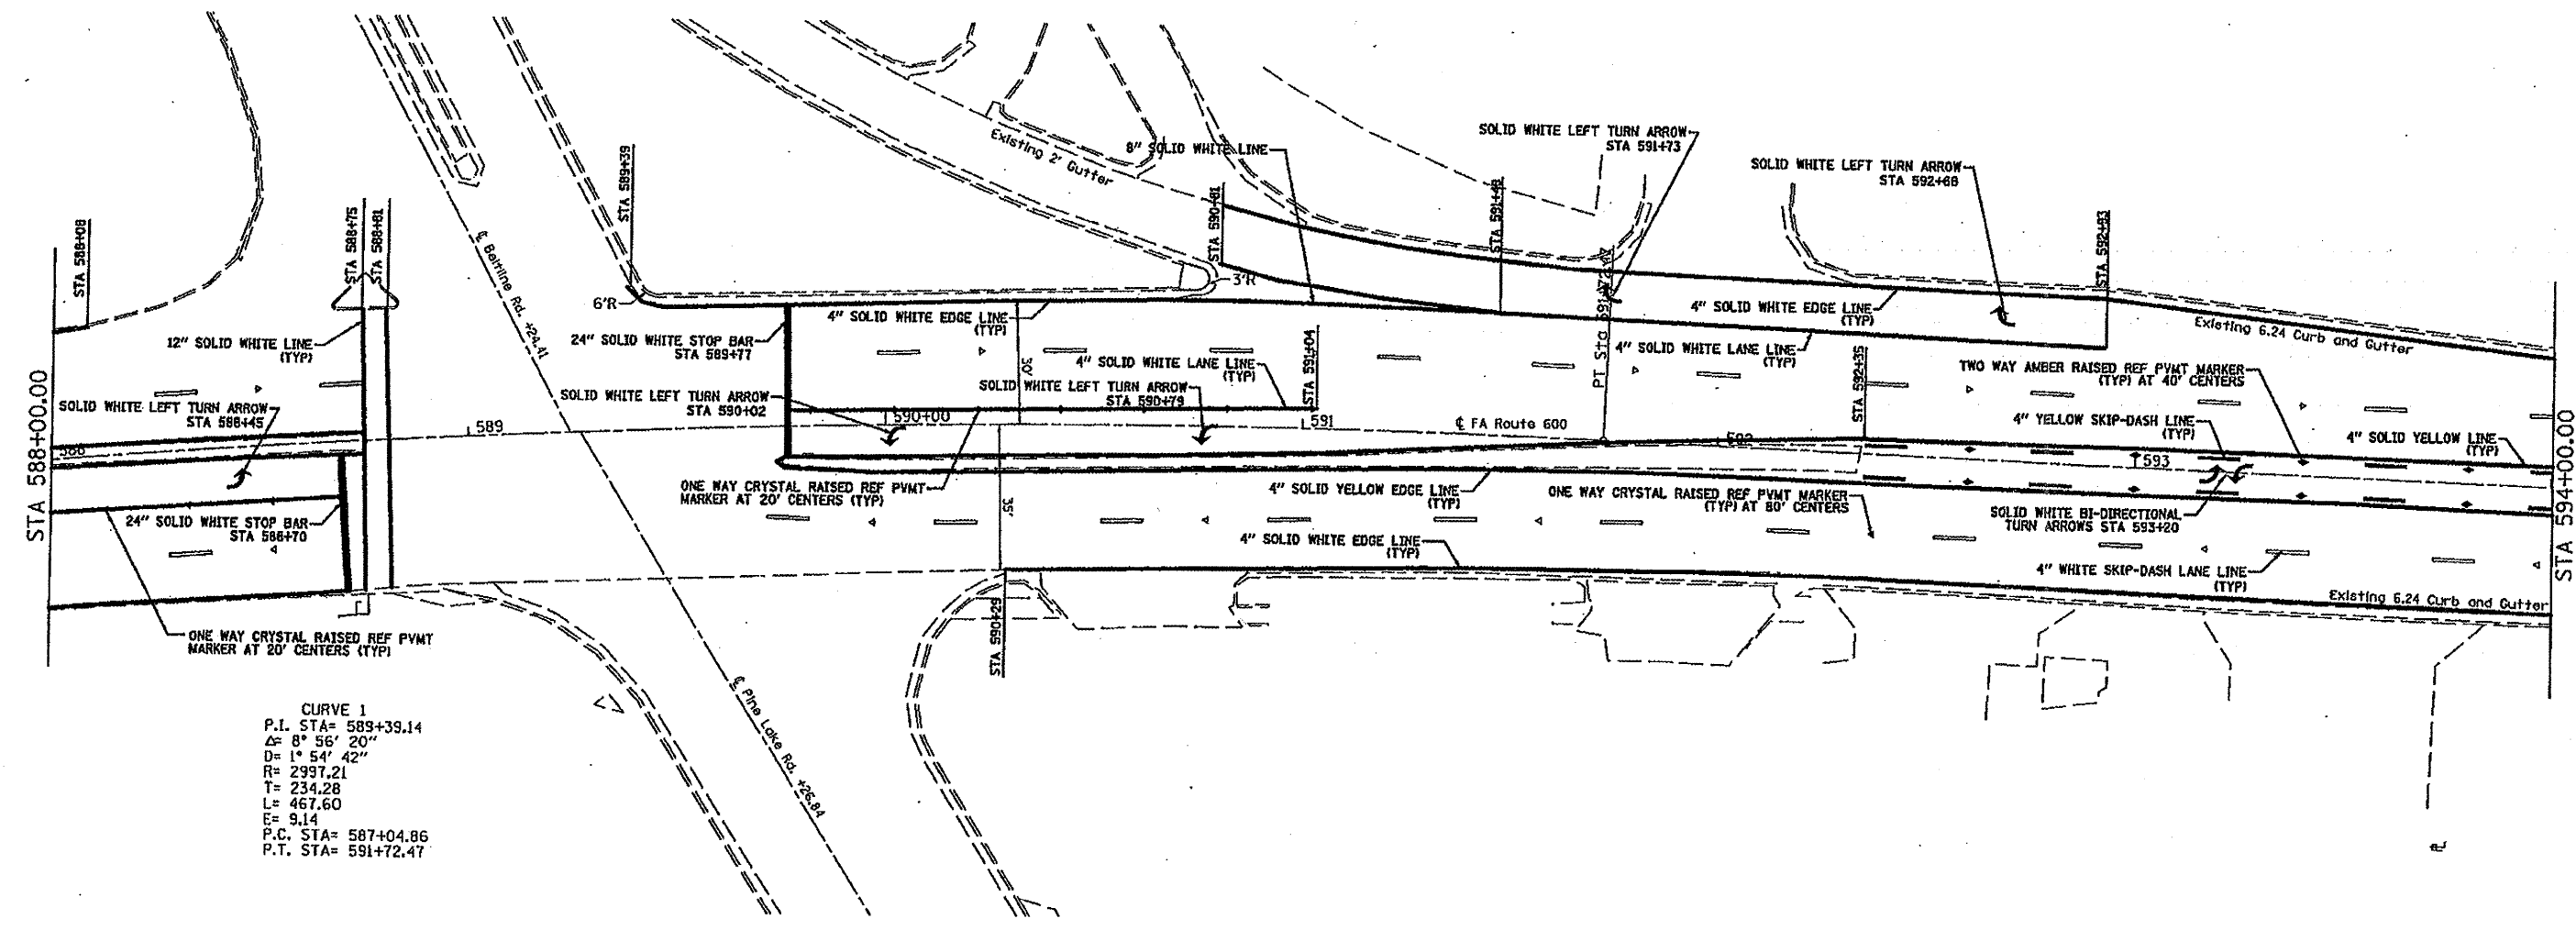 STA 588+00.00
STA 588+08
12" SOLID WHITE LINE
(TYP)
STA 588+75
STA 588+81
SOLID WHITE LEFT TURN ARROW
STA 588+45
588
24" SOLID WHITE STOP BAR
STA 588+70
ONE WAY CRYSTAL RAISED REF PVMT
MARKER AT 20' CENTERS (TYP)
CURVE 1
P.I. STA= 589+39.14
Δ= 8° 56' 20"
D= 1° 54' 42"
R= 2997.21
T= 234.28
L= 467.60
E= 9.14
P.C. STA= 587+04.86
P.T. STA= 591+72.47
589
℄ Beltline Rd. +24.41
℄ Pine Lake Rd. +26.84
STA 589+39
6'R
24" SOLID WHITE STOP BAR
STA 589+77
SOLID WHITE LEFT TURN ARROW
STA 590+02
4" SOLID WHITE EDGE LINE
(TYP)
30'
590+00
4" SOLID WHITE LANE LINE
(TYP)
SOLID WHITE LEFT TURN ARROW
STA 590+79
ONE WAY CRYSTAL RAISED REF PVMT
MARKER AT 20' CENTERS (TYP)
35'
STA 590+29
Existing 2' Gutter
8" SOLID WHITE LINE
STA 590+81
3'R
STA 591+04
591
℄ FA Route 600
4" SOLID YELLOW EDGE LINE
(TYP)
4" SOLID WHITE EDGE LINE
(TYP)
STA 591+48
SOLID WHITE LEFT TURN ARROW
STA 591+73
PT Sta 591+72.47
4" SOLID WHITE LANE LINE
(TYP)
4" SOLID WHITE EDGE LINE
(TYP)
SOLID WHITE LEFT TURN ARROW
STA 592+68
592
STA 592+35
STA 592+93
ONE WAY CRYSTAL RAISED REF PVMT MARKER
(TYP) AT 80' CENTERS
Existing 6.24 Curb and Gutter
TWO WAY AMBER RAISED REF PVMT MARKER
(TYP) AT 40' CENTERS
4" YELLOW SKIP-DASH LINE
(TYP)
4" SOLID YELLOW LINE
(TYP)
593
SOLID WHITE BI-DIRECTIONAL
TURN ARROWS STA 593+20
4" WHITE SKIP-DASH LANE LINE
(TYP)
Existing 6.24 Curb and Gutter
STA 594+00.00